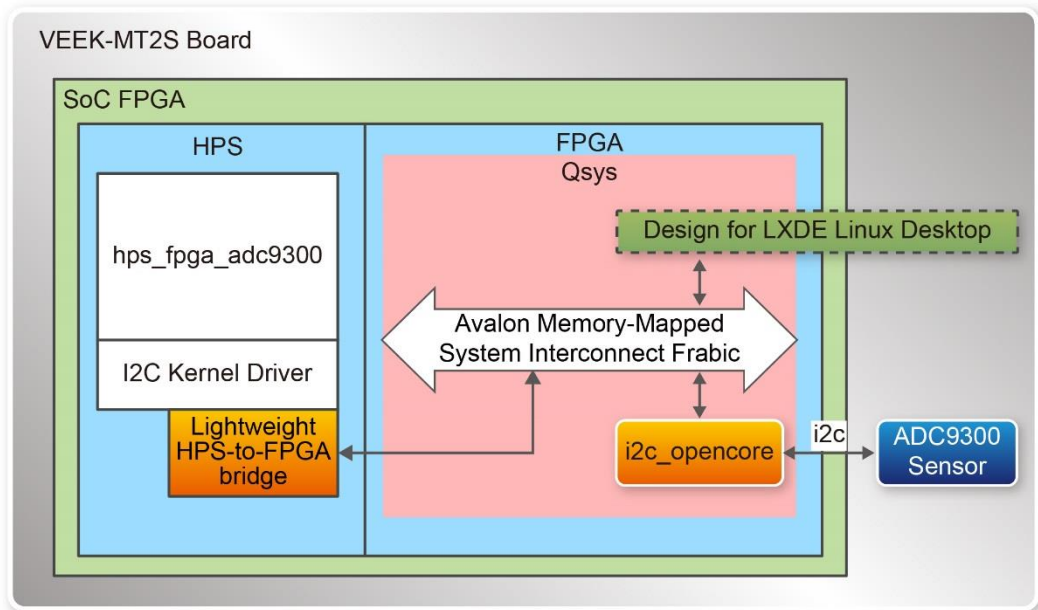 VEEK-MT2S Board
SoC FPGA
HPS
FPGA
Qsys
hps_fpga_adc9300
Design for LXDE Linux Desktop
Avalon Memory-Mapped
System Interconnect Frabic
I2C Kernel Driver
Lightweight
HPS-to-FPGA
bridge
i2c_opencore
i2c
ADC9300
Sensor